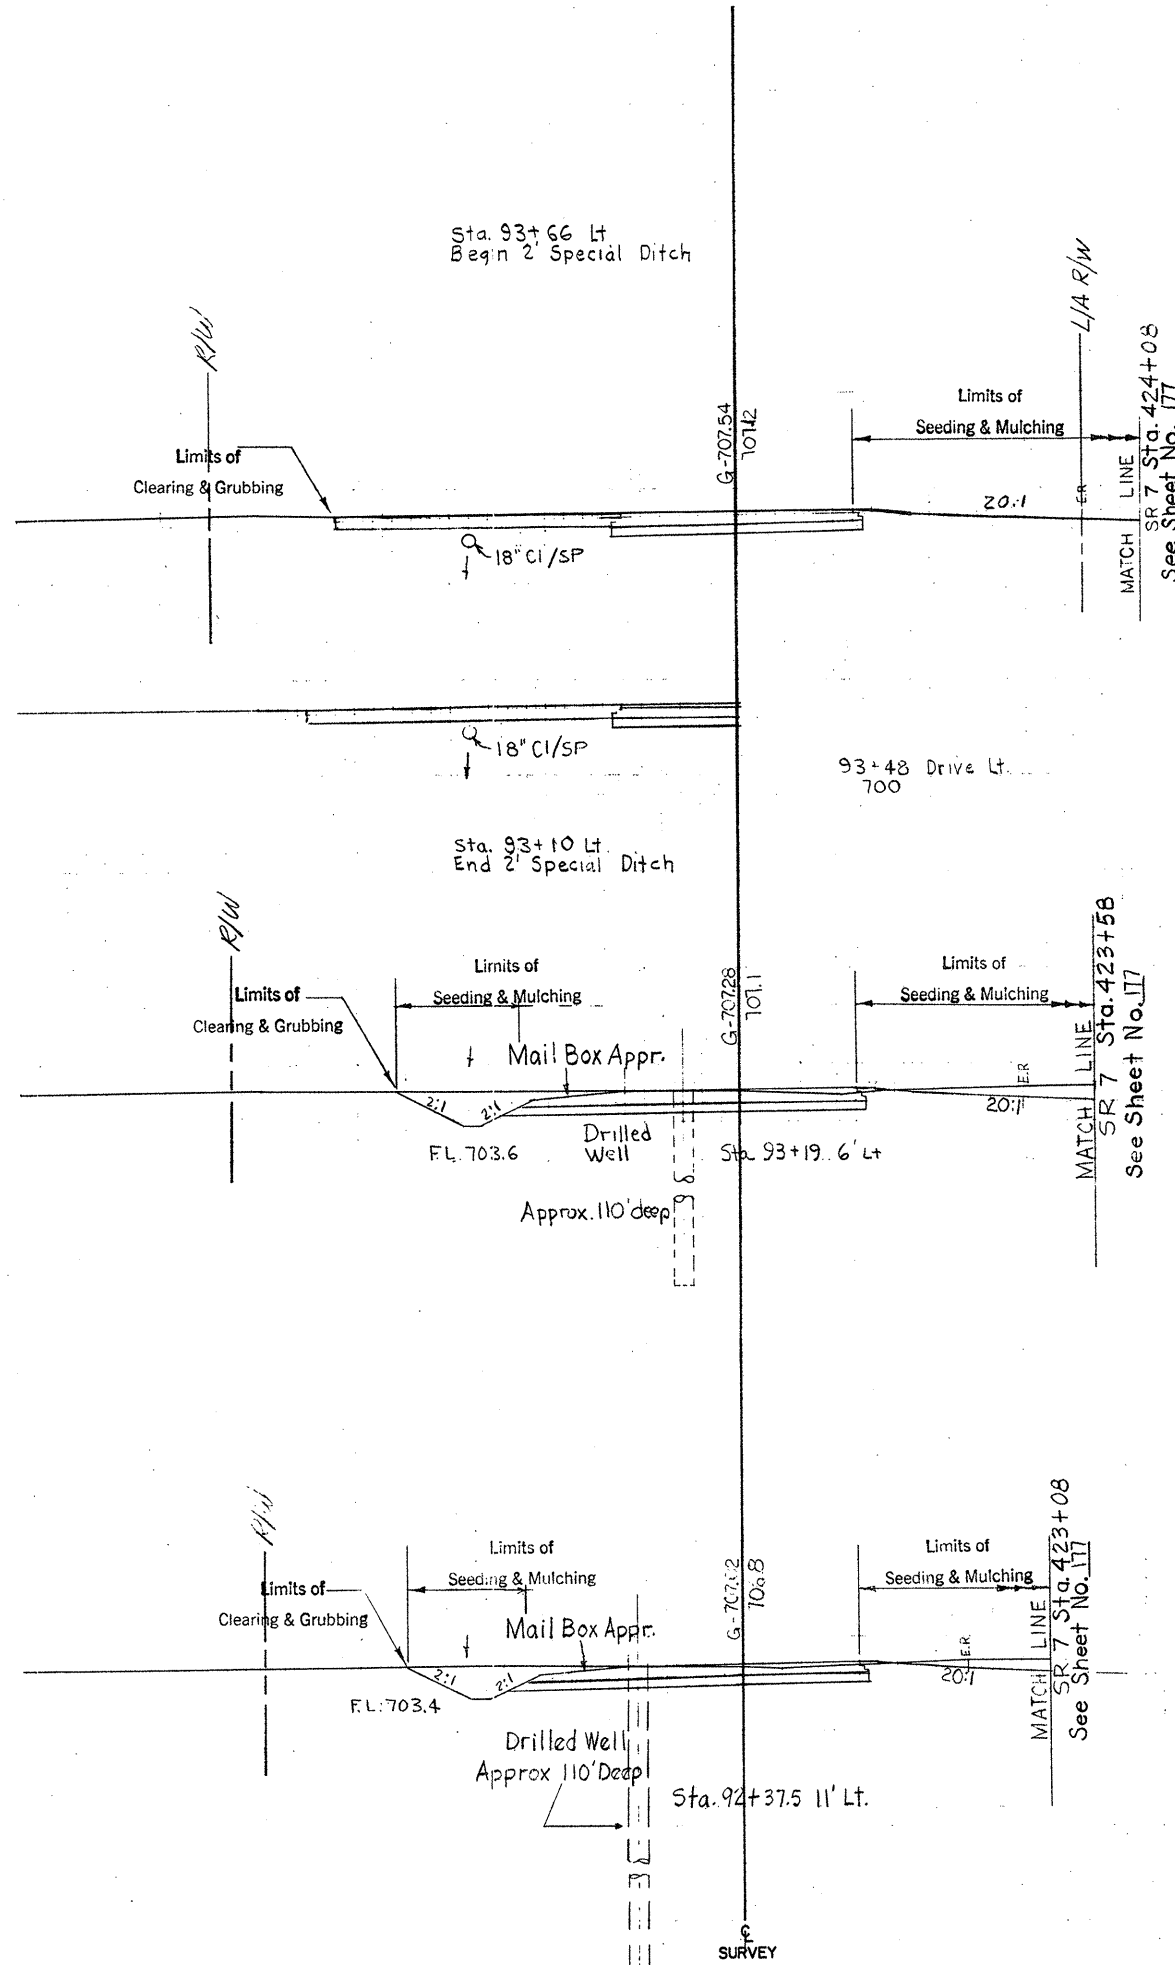 Sta. 93+66 Lt
Begin 2' Special Ditch
R/W
L/A R/W
Limits of
Clearing & Grubbing
G-707.54
707.12
Limits of
Seeding & Mulching
20:1
E.R
MATCH LINE
SR 7 Sta. 424+08
See Sheet No. 177
18" CI/SP
18" CI/SP
93+48 Drive Lt.
700
Sta. 93+10 Lt.
End 2' Special Ditch
R/W
Limits of
Clearing & Grubbing
Limits of
Seeding & Mulching
Mail Box Appr.
G-707.28
707.1
Limits of
Seeding & Mulching
2:1
2:1
E.R
20:1
MATCH LINE
SR 7 Sta. 423+58
See Sheet No. 177
F.L. 703.6
Drilled
Well
Sta 93+19. 6' Lt
Approx. 110' deep
R/W
Limits of
Clearing & Grubbing
Limits of
Seeding & Mulching
Mail Box Appr.
G-707.02
706.8
Limits of
Seeding & Mulching
2:1
2:1
E.R.
20:1
MATCH LINE
SR 7 Sta. 423+08
See Sheet No. 177
F.L. 703.4
Drilled Well
Approx 110' Deep
Sta. 92+37.5 11' Lt.
℄
SURVEY